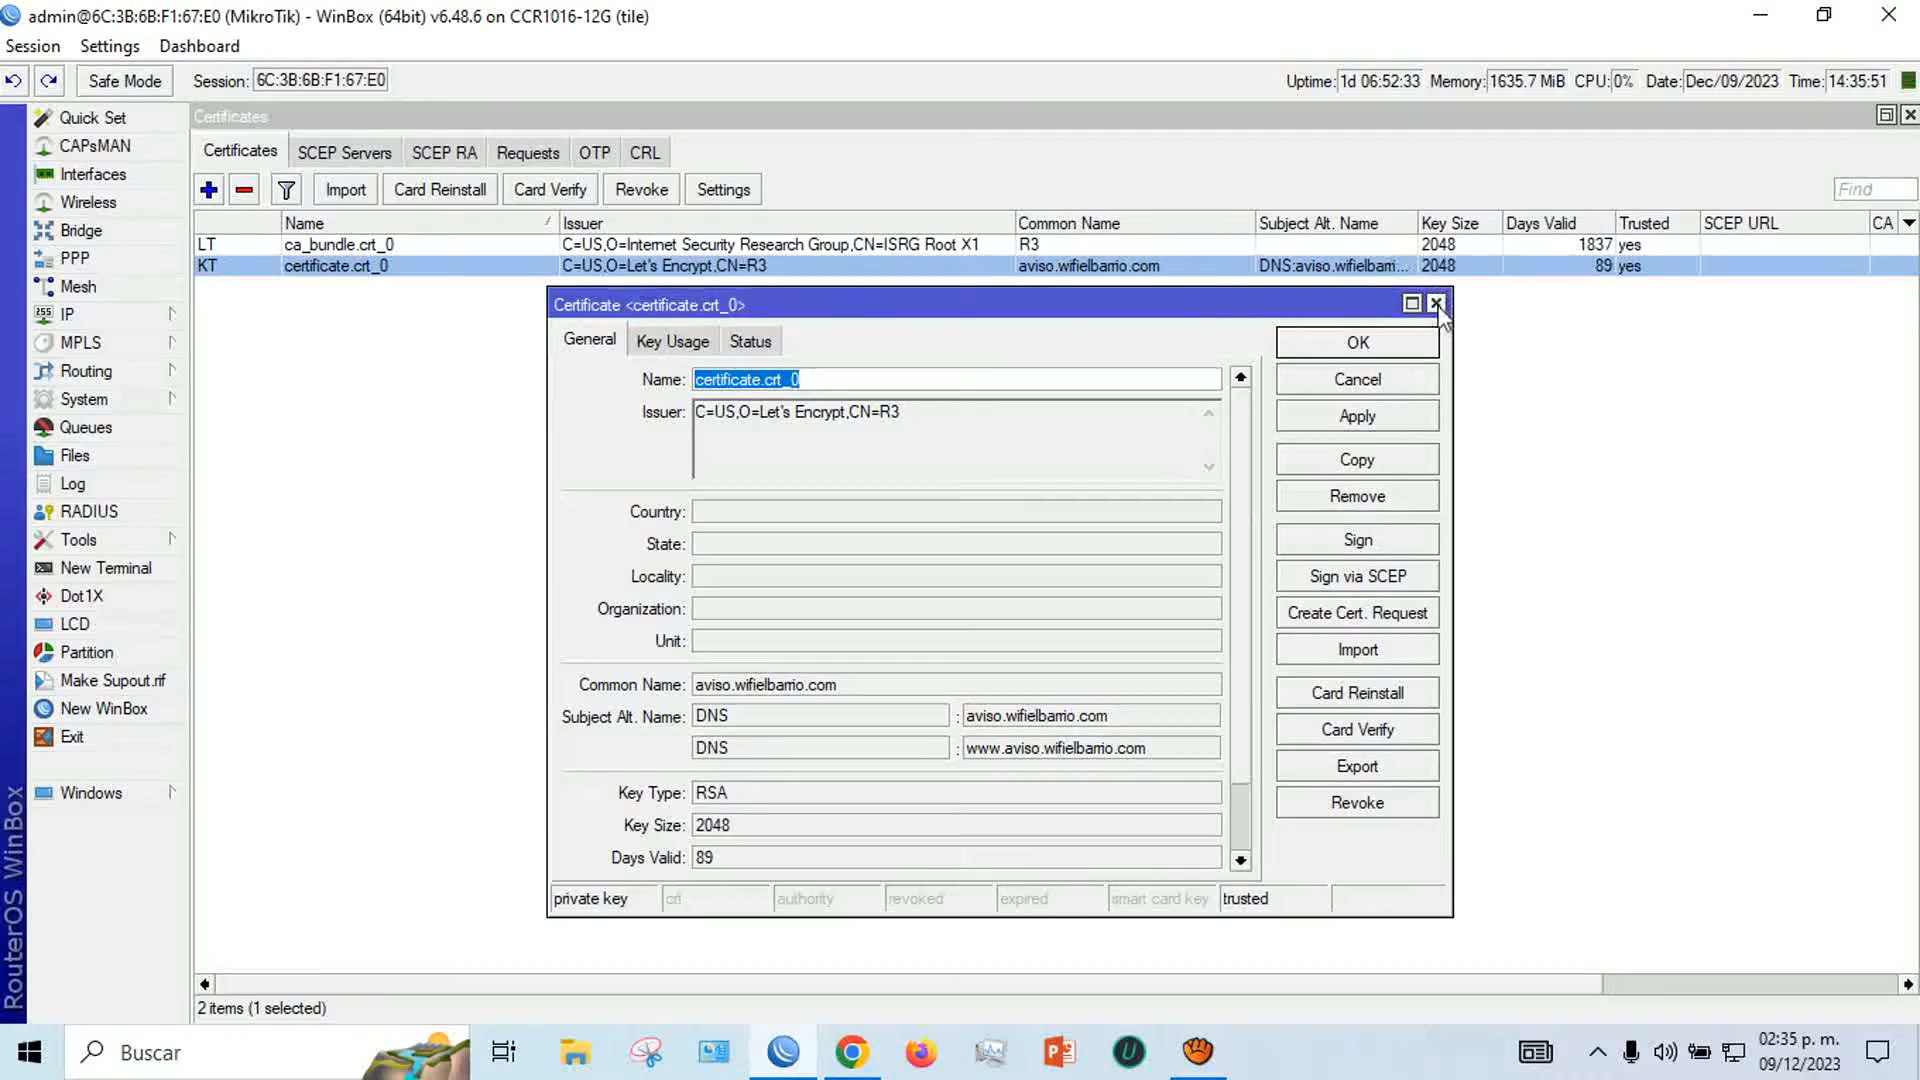 admin@6C:3B:6B:F1:67:E0 (MikroTik) - WinBox (64bit) v6.48.6 on CCR1016-12G (tile)
Session Settings Dashboard
Safe Mode Session: 6C:3B:6B:F1:67:E0 Uptime: 1d 06:52:33 Memory: 1635.7 MiB CPU: 0% Date: Dec/09/2023 Time: 14:35:51
Quick Set
CAPsMAN
Interfaces
Wireless
Bridge
PPP
Mesh
IP
MPLS
Routing
System
Queues
Files
Log
RADIUS
Tools
New Terminal
Dot1X
LCD
Partition
Make Supout.rif
New WinBox
Exit
Windows
RouterOS WinBox
Certificates
Certificates SCEP Servers SCEP RA Requests OTP CRL
Import Card Reinstall Card Verify Revoke Settings Find
Name / Issuer Common Name Subject Alt. Name Key Size Days Valid Trusted SCEP URL CA
LT ca_bundle.crt_0 C=US,O=Internet Security Research Group,CN=ISRG Root X1 R3 2048 1837 yes
KT certificate.crt_0 C=US,O=Let's Encrypt,CN=R3 aviso.wifielbarrio.com DNS:aviso.wifielbarri... 2048 89 yes
Certificate <certificate.crt_0>
General Key Usage Status
Name: certificate.crt_0
Issuer: C=US,O=Let's Encrypt,CN=R3
Country:
State:
Locality:
Organization:
Unit:
Common Name: aviso.wifielbarrio.com
Subject Alt. Name: DNS : aviso.wifielbarrio.com
DNS : www.aviso.wifielbarrio.com
Key Type: RSA
Key Size: 2048
Days Valid: 89
OK
Cancel
Apply
Copy
Remove
Sign
Sign via SCEP
Create Cert. Request
Import
Card Reinstall
Card Verify
Export
Revoke
private key crl authority revoked expired smart card key trusted
2 items (1 selected)
Buscar
02:35 p. m.
09/12/2023